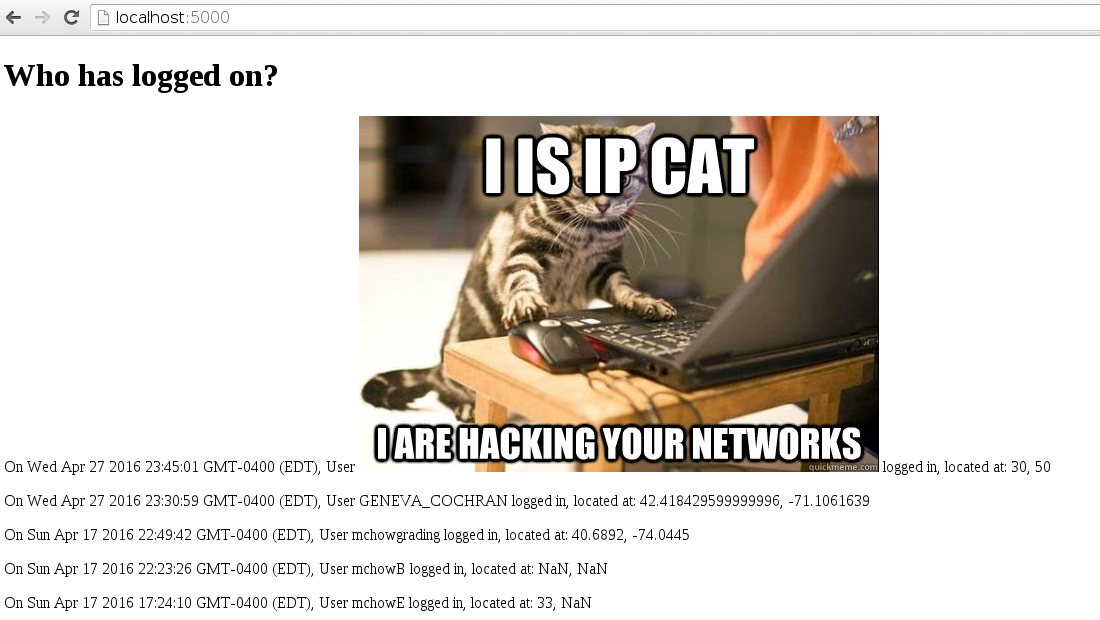 localhost:5000
Who has logged on?
I IS IP CAT
I ARE HACKING YOUR NETWORKS
quickmeme.com
On Wed Apr 27 2016 23:45:01 GMT-0400 (EDT), User logged in, located at: 30, 50
On Wed Apr 27 2016 23:30:59 GMT-0400 (EDT), User GENEVA_COCHRAN logged in, located at: 42.418429599999996, -71.1061639
On Sun Apr 17 2016 22:49:42 GMT-0400 (EDT), User mchowgrading logged in, located at: 40.6892, -74.0445
On Sun Apr 17 2016 22:23:26 GMT-0400 (EDT), User mchowB logged in, located at: NaN, NaN
On Sun Apr 17 2016 17:24:10 GMT-0400 (EDT), User mchowE logged in, located at: 33, NaN